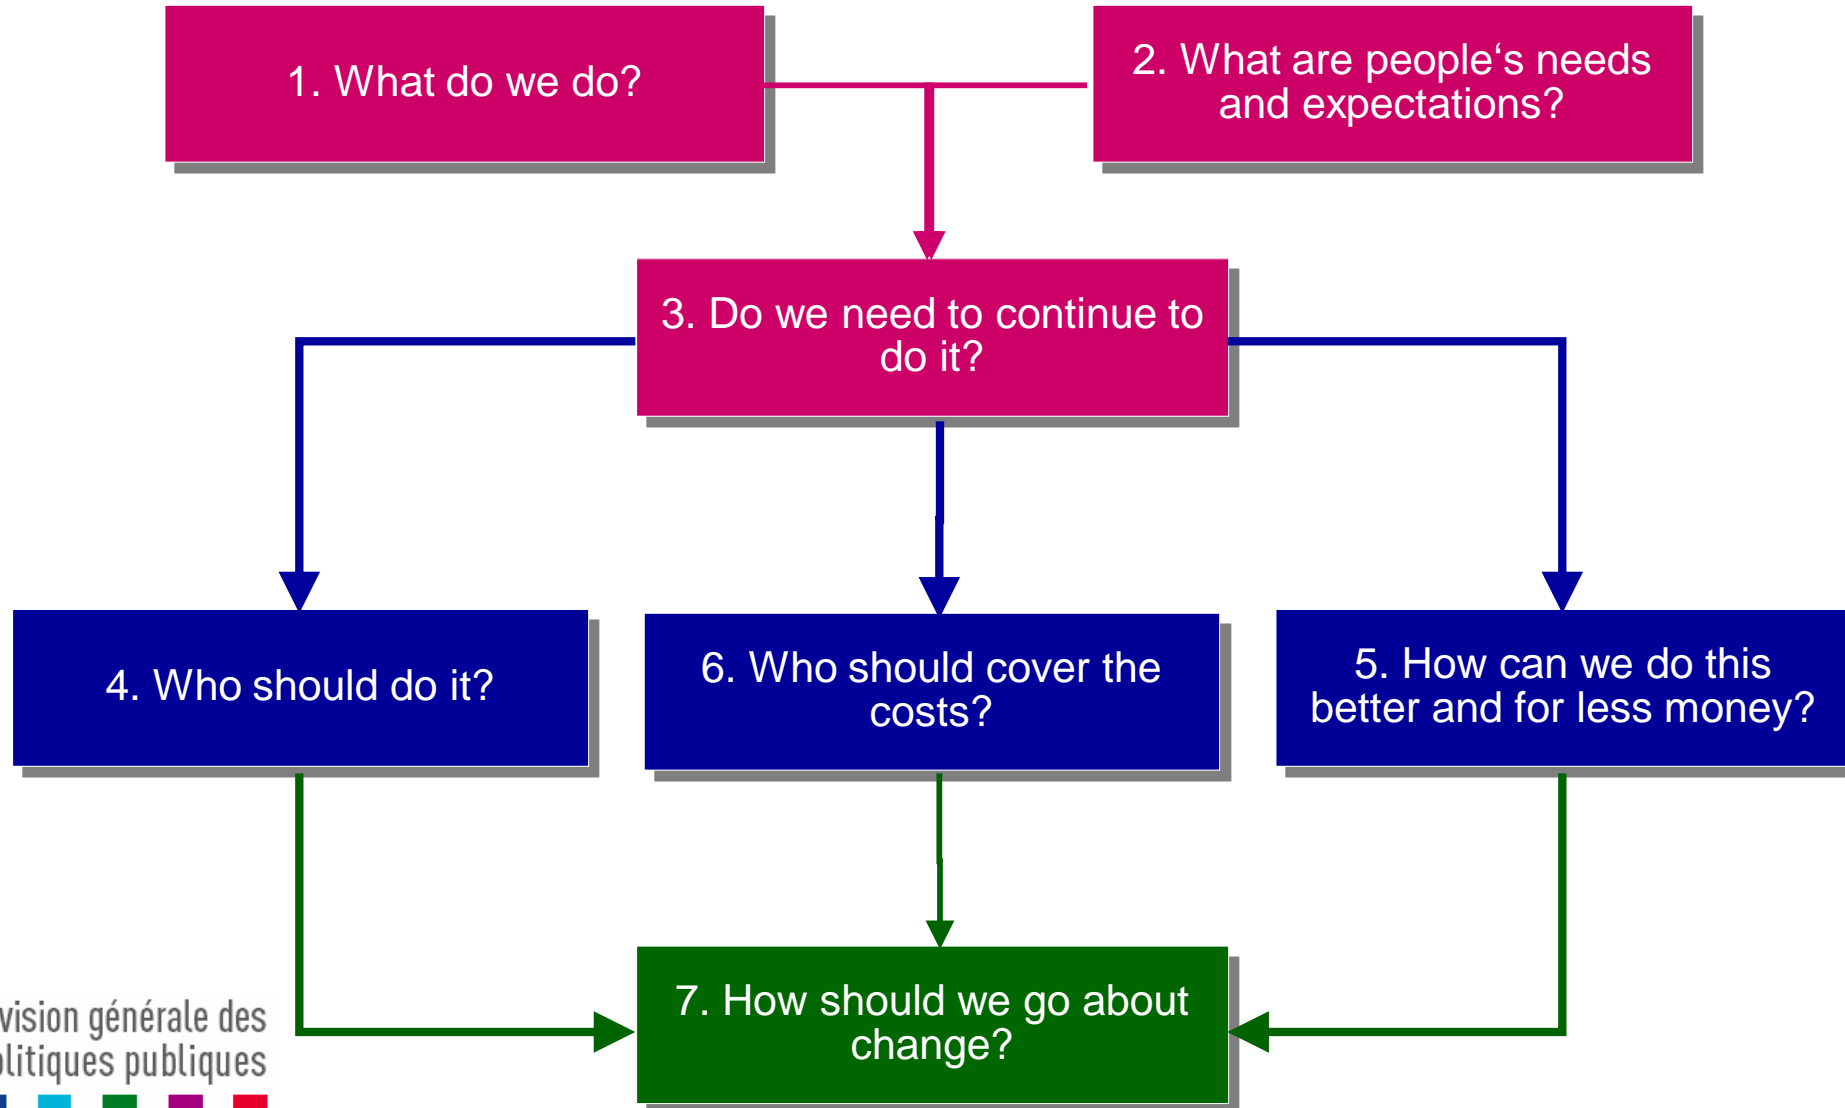 1. What do we do?
2. What are people‘s needs
and expectations?
3. Do we need to continue to
do it?
4. Who should do it?
6. Who should cover the
costs?
5. How can we do this
better and for less money?
7. How should we go about
change?
vision générale des
olitiques publiques